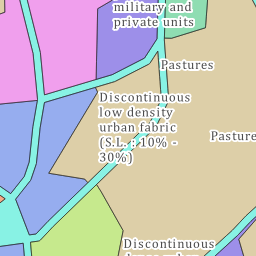 military and
private units
Pastures
Discontinuous
low density
urban fabric
(S.L. : 10% -
30%)
Pasture
Discontinuous